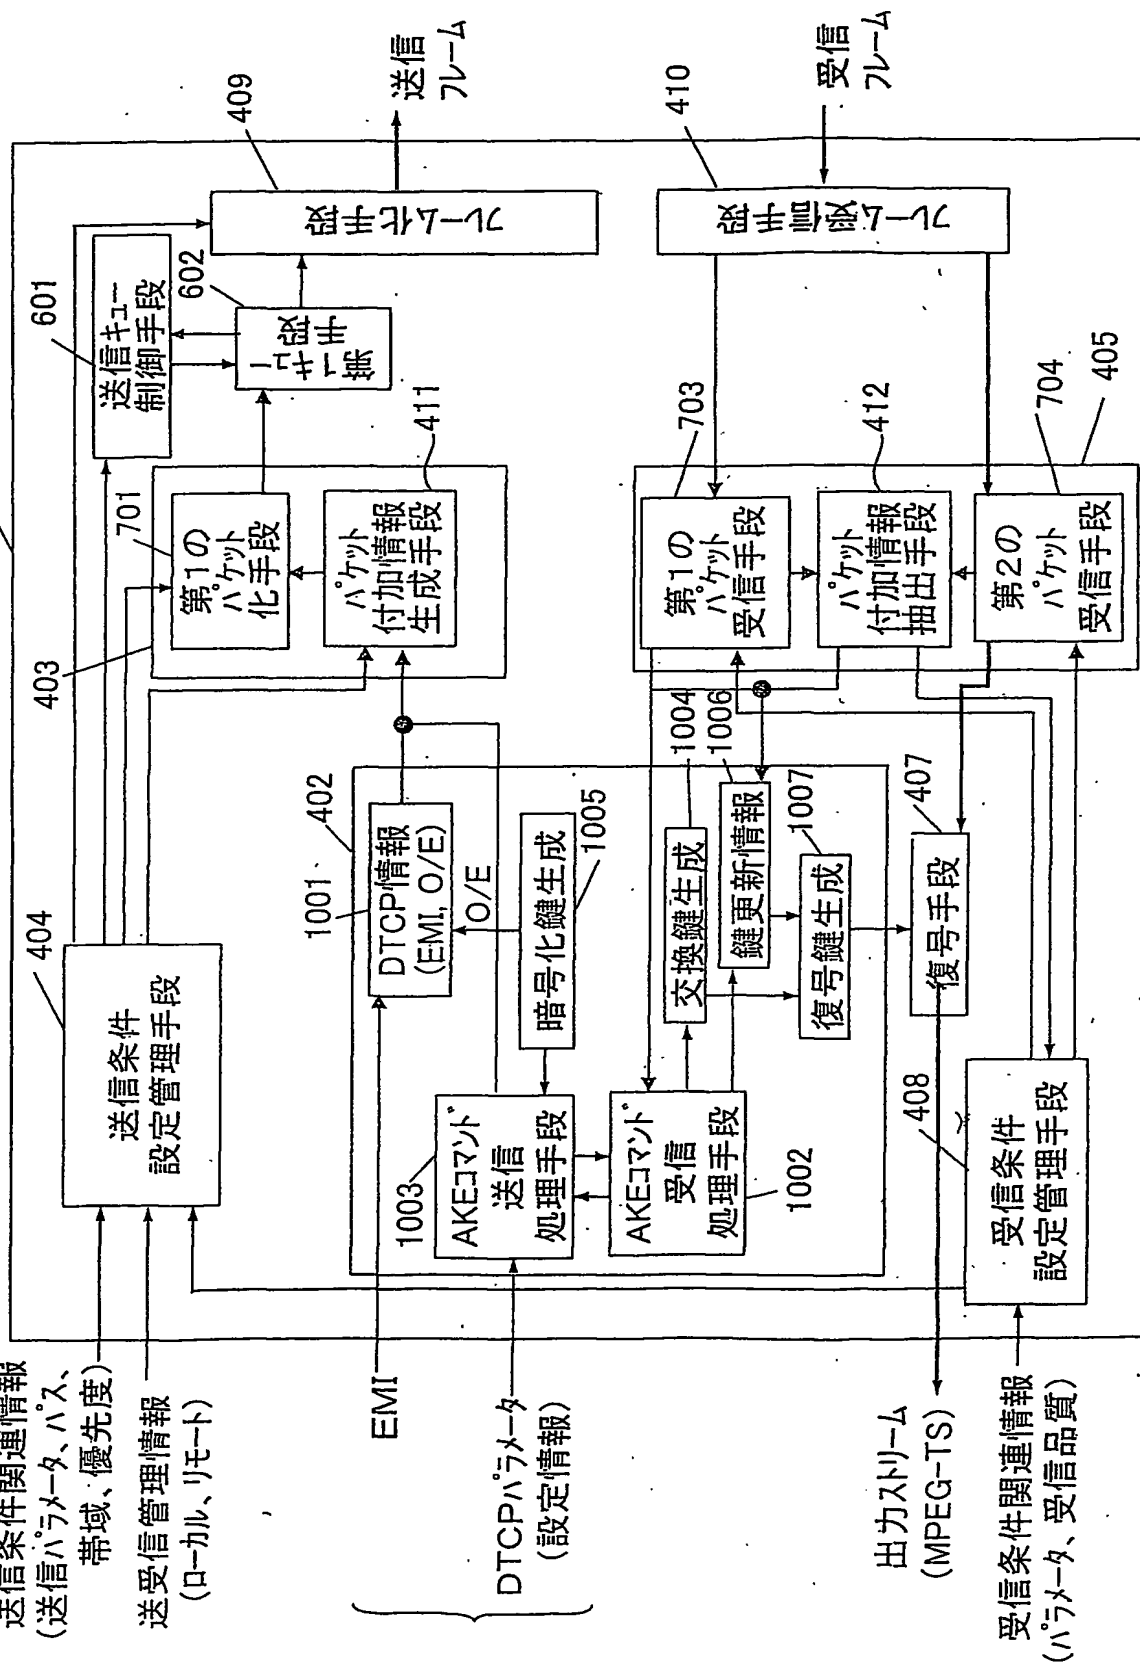 送信条件関連情報
(送信パラメータ、パス、
帯域、優先度)
送受信管理情報
(ローカル、リモート)
EMI
DTCPパラメータ
(設定情報)
出力ストリーム
(MPEG-TS)
受信条件関連情報
(パラメータ、受信品質)
404
送信条件
設定管理手段
403
701
第1の
パケット
化手段
パケット
付加情報
生成手段
411
601
送信キュー
制御手段
602
第1キュー
手段
409
フレーム化手段
送信
フレーム
402
1001
DTCP情報
(EMI, O/E)
O/E
暗号化鍵生成
1005
1003
AKEコマンド
送信
処理手段
AKEコマンド
受信
処理手段
1002
交換鍵生成
1004
鍵更新情報
1006
復号鍵生成
1007
復号手段
407
408
受信条件
設定管理手段
703
第1の
パケット
受信手段
412
パケット
付加情報
抽出手段
704
第2の
パケット
受信手段
405
410
フレーム受信手段
受信
フレーム